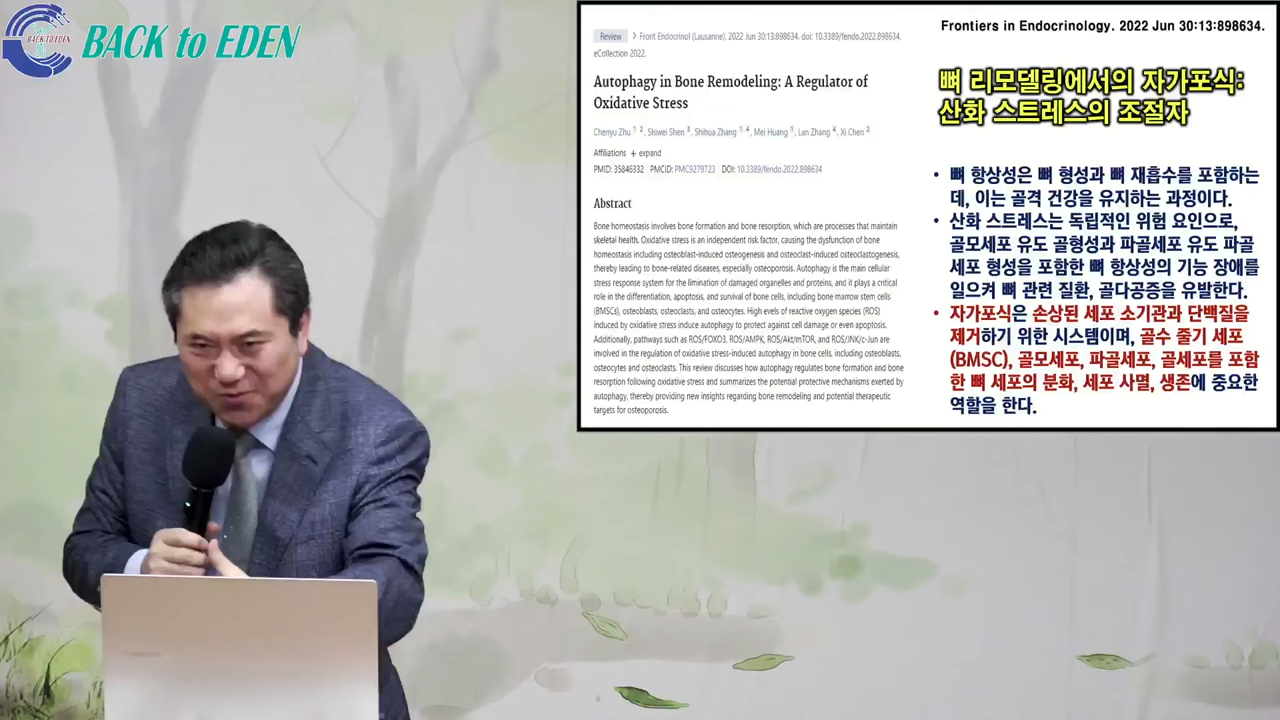 BACK TO EDEN
BACK to EDEN
Frontiers in Endocrinology. 2022 Jun 30:13:898634.
Review > Front Endocrinol (Lausanne). 2022 Jun 30:13:898634. doi: 10.3389/fendo.2022.898634.
eCollection 2022.
Autophagy in Bone Remodeling: A Regulator of
Oxidative Stress
Chenyu Zhu 1 2, Shiwei Shen 3, Shihua Zhang 1 4, Mei Huang 1, Lan Zhang 4, Xi Chen 2
Affiliations + expand
PMID: 35846332 PMCID: PMC9279723 DOI: 10.3389/fendo.2022.898634
Abstract
Bone homeostasis involves bone formation and bone resorption, which are processes that maintain
skeletal health. Oxidative stress is an independent risk factor, causing the dysfunction of bone
homeostasis including osteoblast-induced osteogenesis and osteoclast-induced osteoclastogenesis,
thereby leading to bone-related diseases, especially osteoporosis. Autophagy is the main cellular
stress response system for the limination of damaged organelles and proteins, and it plays a critical
role in the differentiation, apoptosis, and survival of bone cells, including bone marrow stem cells
(BMSCs), osteoblasts, osteoclasts, and osteocytes. High evels of reactive oxygen species (ROS)
induced by oxidative stress induce autophagy to protect against cell damage or even apoptosis.
Additionally, pathways such as ROS/FOXO3, ROS/AMPK, ROS/Akt/mTOR, and ROS/JNK/c-Jun are
involved in the regulation of oxidative stress-induced autophagy in bone cells, including osteoblasts,
osteocytes and osteoclasts. This review discusses how autophagy regulates bone formation and bone
resorption following oxidative stress and summarizes the potential protective mechanisms exerted by
autophagy, thereby providing new insights regarding bone remodeling and potential therapeutic
targets for osteoporosis.
뼈 리모델링에서의 자가포식:
산화 스트레스의 조절자
• 뼈 항상성은 뼈 형성과 뼈 재흡수를 포함하는
데, 이는 골격 건강을 유지하는 과정이다.
• 산화 스트레스는 독립적인 위험 요인으로,
골모세포 유도 골형성과 파골세포 유도 파골
세포 형성을 포함한 뼈 항상성의 기능 장애를
일으켜 뼈 관련 질환, 골다공증을 유발한다.
• 자가포식은 손상된 세포 소기관과 단백질을
제거하기 위한 시스템이며, 골수 줄기 세포
(BMSC), 골모세포, 파골세포, 골세포를 포함
한 뼈 세포의 분화, 세포 사멸, 생존에 중요한
역할을 한다.